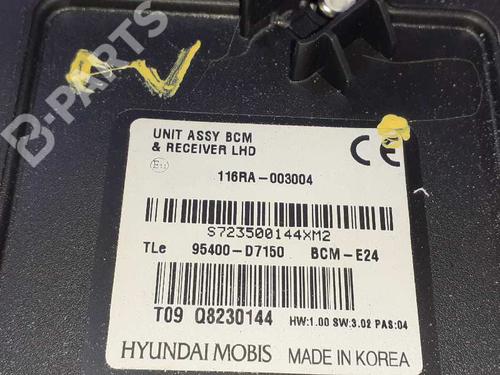 B-PARTS
UNIT ASSY BCM
& RECEIVER LHD
CE
116RA-003004
S723500144XM2
TLe 95400-D7150 BCM-E24
T09 Q8230144 HW:1.00 SW:3.02 PAS:04
HYUNDAI MOBIS MADE IN KOREA